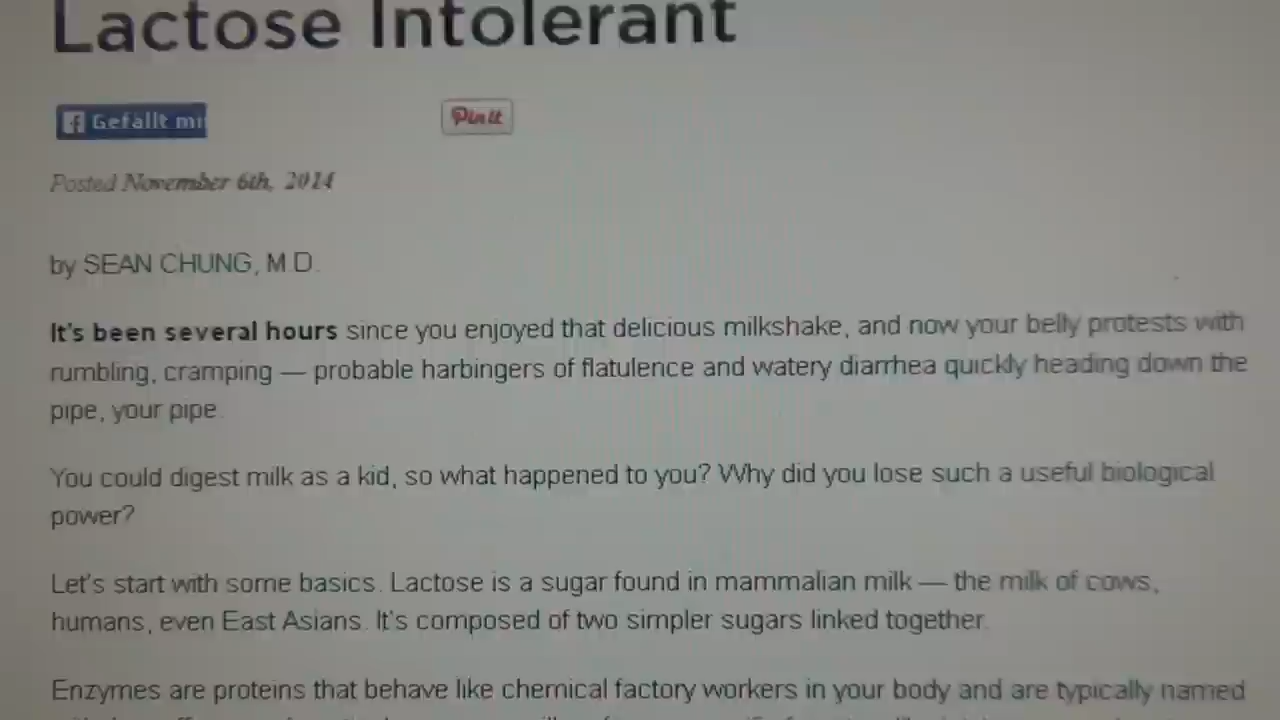 Lactose Intolerant
Gefällt mi
Pin it
Posted November 6th, 2014
by SEAN CHUNG, M.D.
It's been several hours since you enjoyed that delicious milkshake, and now your belly protests with
rumbling, cramping — probable harbingers of flatulence and watery diarrhea quickly heading down the
pipe, your pipe.
You could digest milk as a kid, so what happened to you? Why did you lose such a useful biological
power?
Let's start with some basics. Lactose is a sugar found in mammalian milk — the milk of cows,
humans, even East Asians. It's composed of two simpler sugars linked together.
Enzymes are proteins that behave like chemical factory workers in your body and are typically named